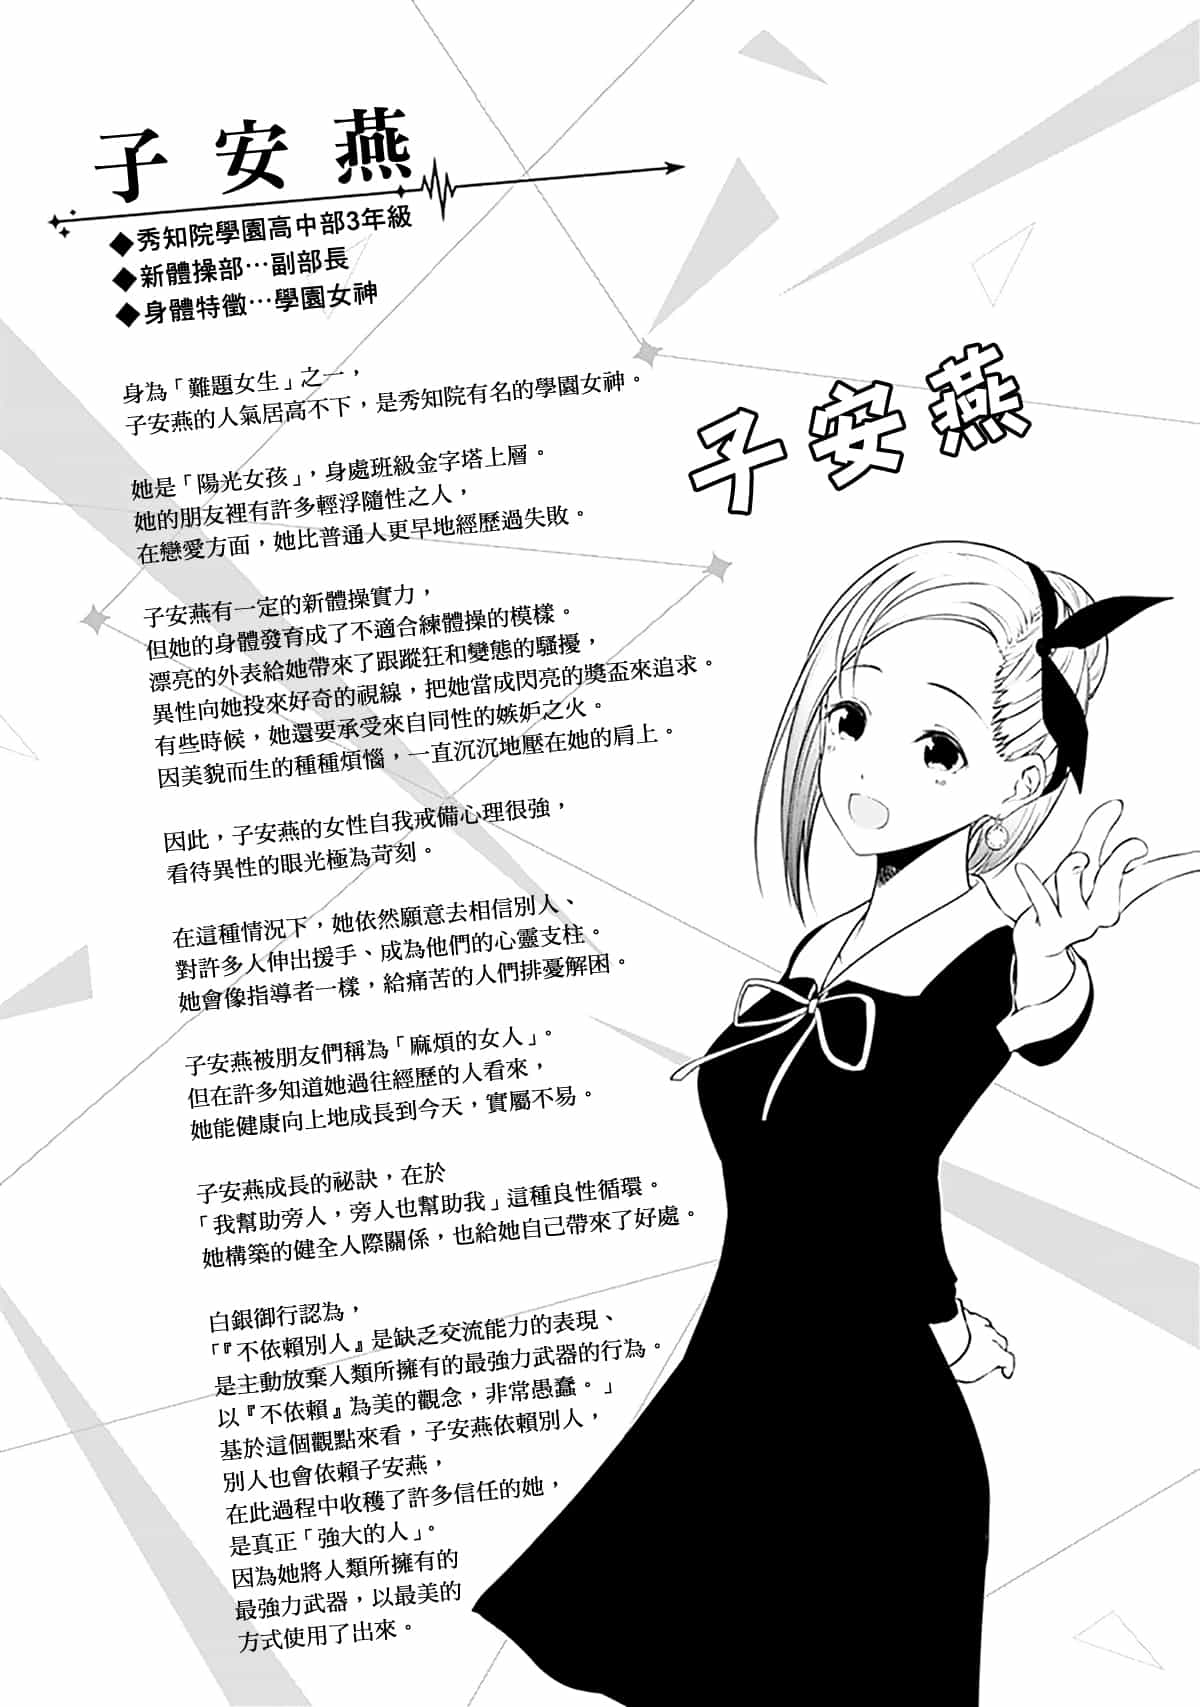 子安燕
◆秀知院學園高中部3年級
◆新體操部…副部長
◆身體特徵…學園女神
身為「難題女生」之一，
子安燕的人氣居高不下，是秀知院有名的學園女神。
她是「陽光女孩」，身處班級金字塔上層。
她的朋友裡有許多輕浮隨性之人，
在戀愛方面，她比普通人更早地經歷過失敗。
子安燕有一定的新體操實力，
但她的身體發育成了不適合練體操的模樣。
漂亮的外表給她帶來了跟蹤狂和變態的騷擾，
異性向她投來好奇的視線，把她當成閃亮的獎盃來追求。
有些時候，她還要承受來自同性的嫉妒之火。
因美貌而生的種種煩惱，一直沉沉地壓在她的肩上。
因此，子安燕的女性自我戒備心理很強，
看待異性的眼光極為苛刻。
在這種情況下，她依然願意去相信別人、
對許多人伸出援手、成為他們的心靈支柱。
她會像指導者一樣，給痛苦的人們排憂解困。
子安燕被朋友們稱為「麻煩的女人」。
但在許多知道她過往經歷的人看來，
她能健康向上地成長到今天，實屬不易。
子安燕成長的祕訣，在於
「我幫助旁人，旁人也幫助我」這種良性循環。
她構築的健全人際關係，也給她自己帶來了好處。
白銀御行認為，
「『不依賴別人』是缺乏交流能力的表現、
是主動放棄人類所擁有的最強力武器的行為。
以『不依賴』為美的觀念，非常愚蠢。」
基於這個觀點來看，子安燕依賴別人，
別人也會依賴子安燕，
在此過程中收穫了許多信任的她，
是真正「強大的人」。
因為她將人類所擁有的
最強力武器，以最美的
方式使用了出來。
子安燕